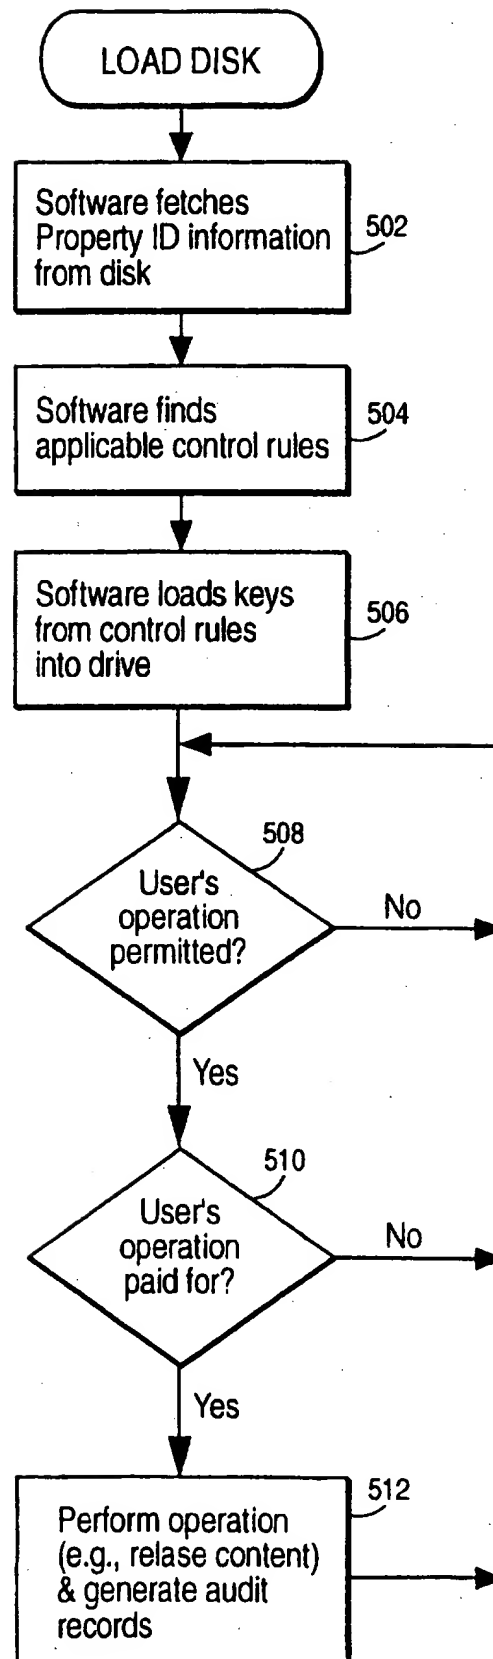 LOAD DISK
Software fetches
Property ID information
from disk
502
Software finds
applicable control rules
504
Software loads keys
from control rules
into drive
506
508
User's
operation
permitted?
No
Yes
510
User's
operation
paid for?
No
Yes
512
Perform operation
(e.g., relase content)
& generate audit
records